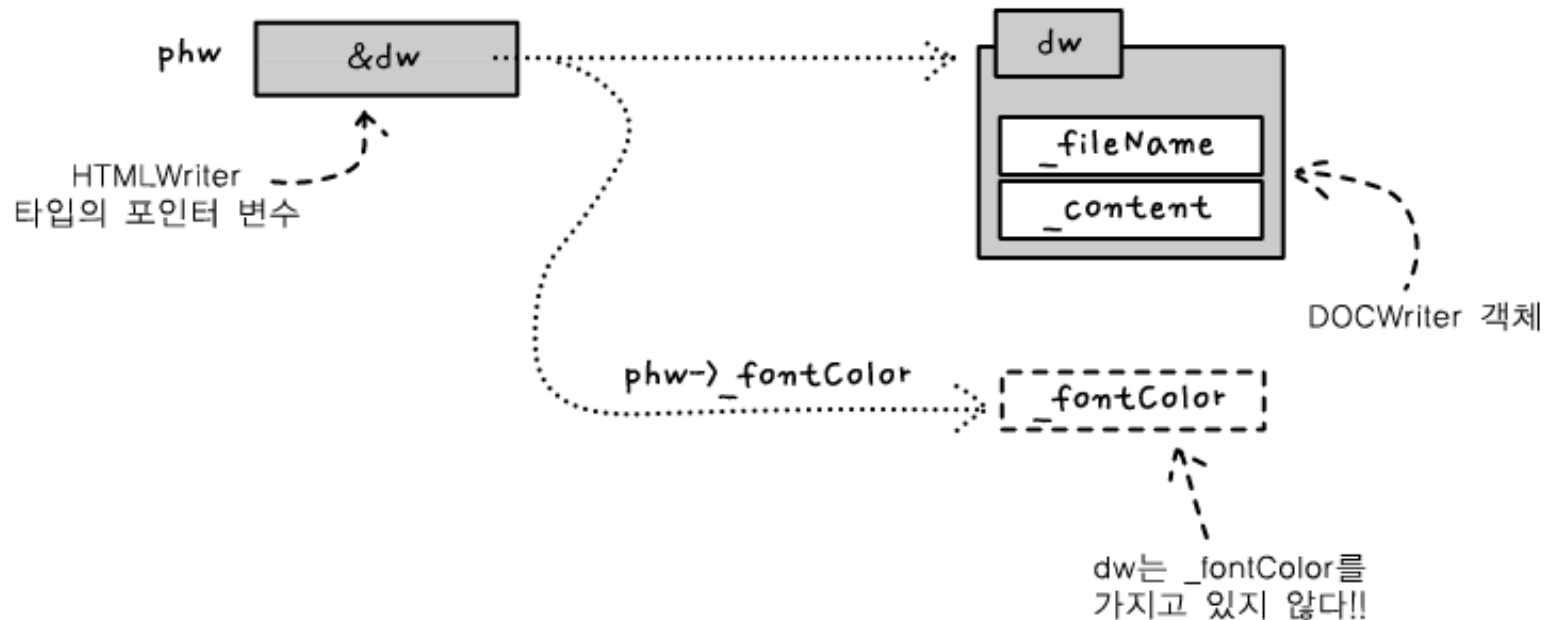 phw
&dw
dw
_fileName
_content
HTMLWriter
타입의 포인터 변수
DOCWriter 객체
phw->_fontColor
_fontColor
dw는 _fontColor를
가지고 있지 않다!!